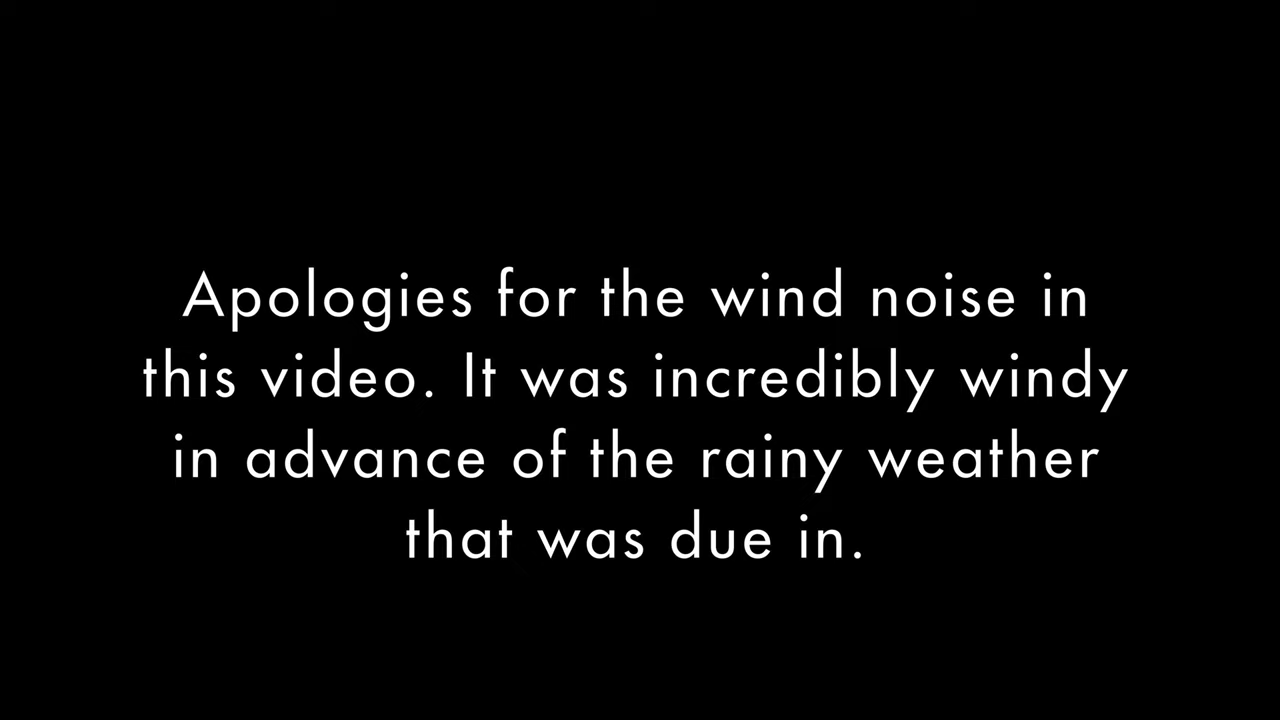 Apologies for the wind noise in
this video. It was incredibly windy
in advance of the rainy weather
that was due in.